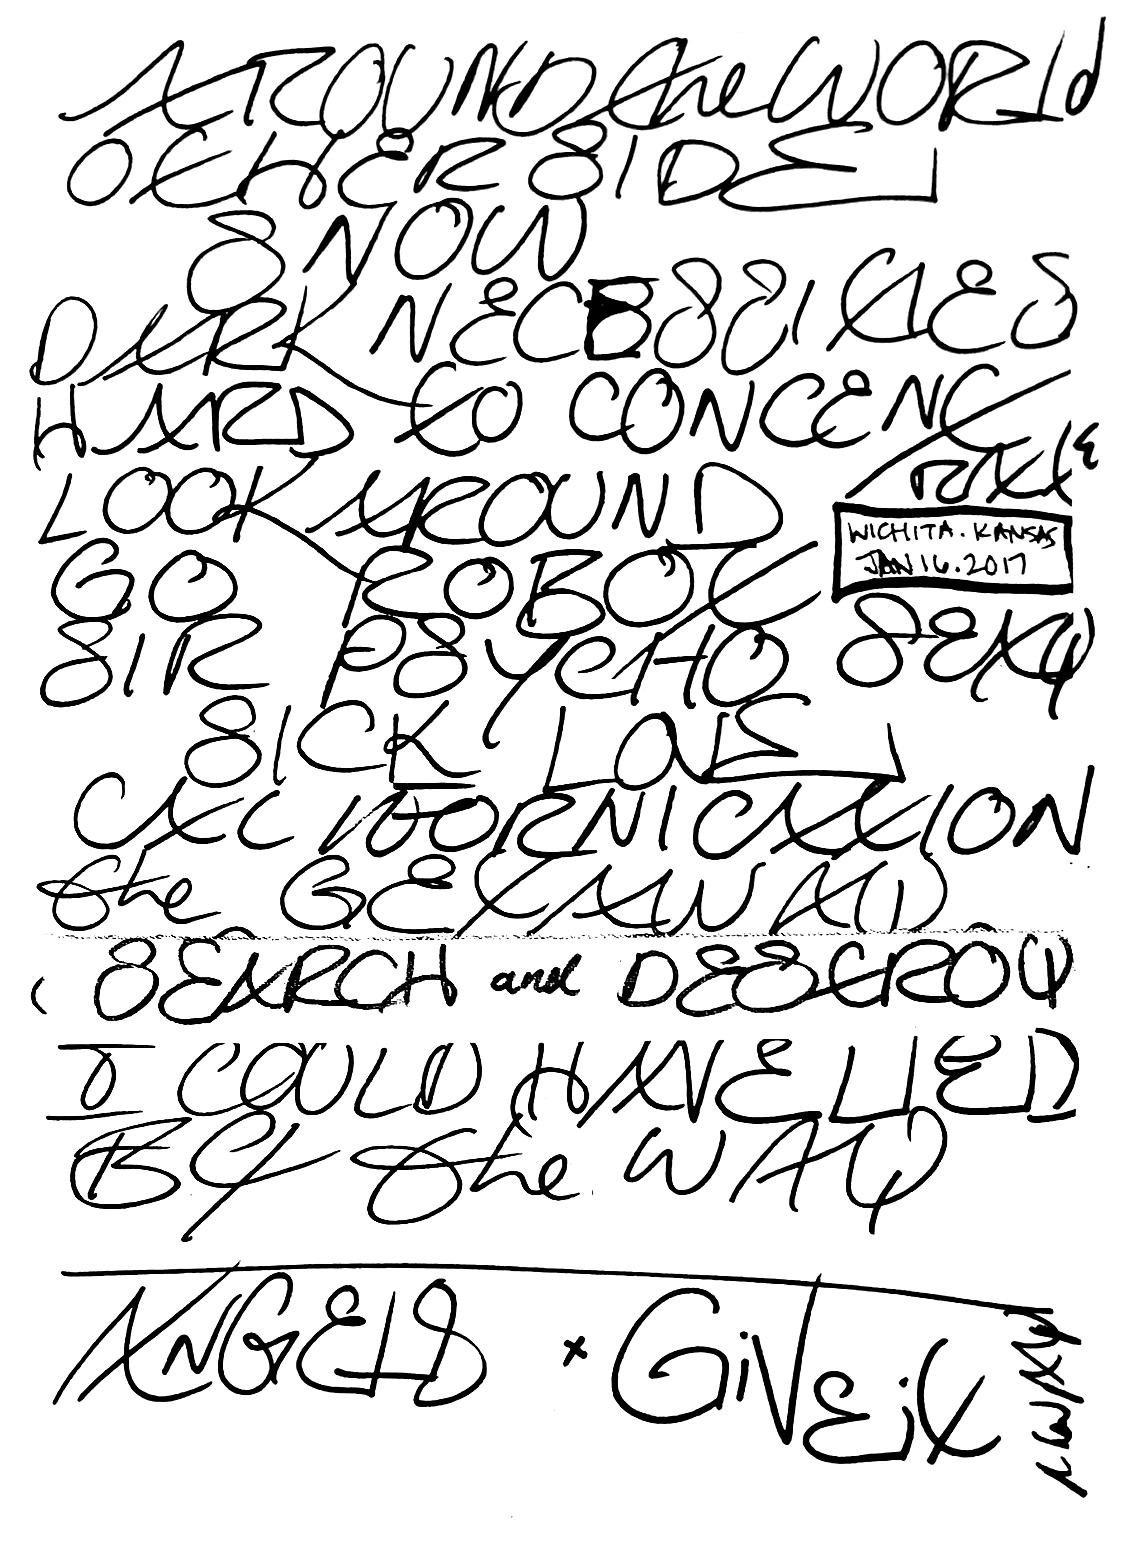 AROUND the WORLD
OTHER SIDE
SNOW
DARK NECESSITIES
HARD TO CONCENTRATE
LOOK AROUND
WICHITA. KANSAS
JAN 16. 2017
GO ROBOT
SIR PSYCHO SEXY
SICK LOVE
CALIFORNICATION
the GETAWAY
SEARCH and DESTROY
I COULD HAVE LIED
BY the WAY
ANGELS + GiVE it AWAY